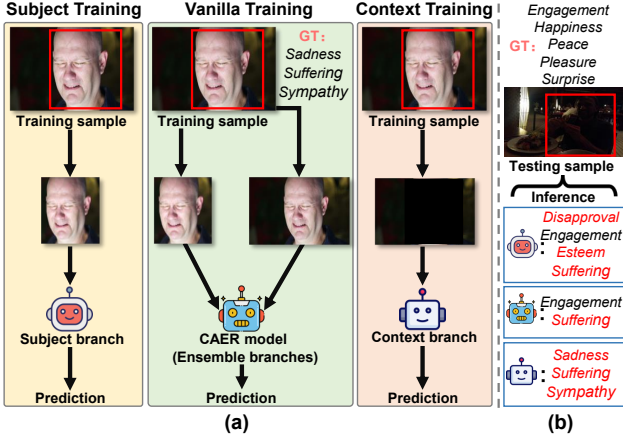 Subject Training
Training sample
Subject branch
Prediction
Vanilla Training
GT:
Sadness
Suffering
Sympathy
Training sample
CAER model
(Ensemble branches)
Prediction
Context Training
Training sample
Context branch
Prediction
(a)
Engagement
Happiness
GT: Peace
Pleasure
Surprise
Testing sample
Inference
Disapproval
: Engagement
Esteem
Suffering
: Engagement
Suffering
Sadness
: Suffering
Sympathy
(b)